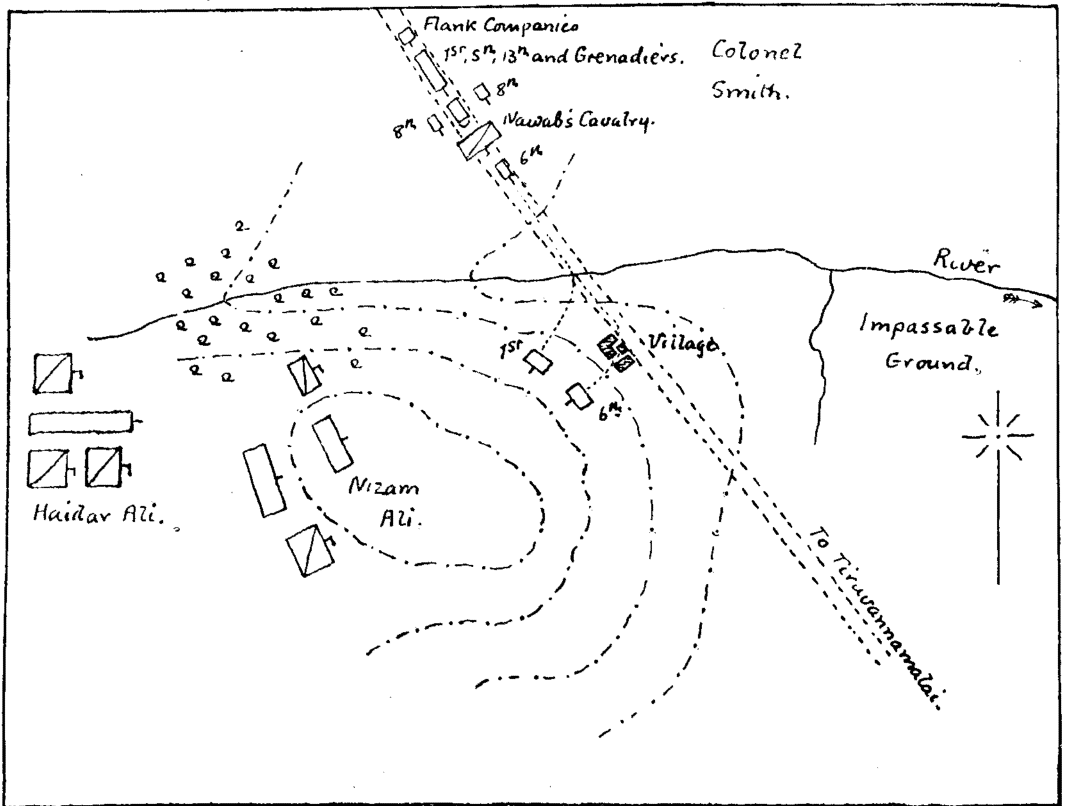 Flank Companies
1st, 5th, 13th and Grenadiers.
Colonel
Smith.
8th
8th
Nawab's Cavalry.
6th
River
Impassable
Ground.
Village
1st
6th
Nizam
Ali.
Haidar Ali.
To Tiruvannamalai.